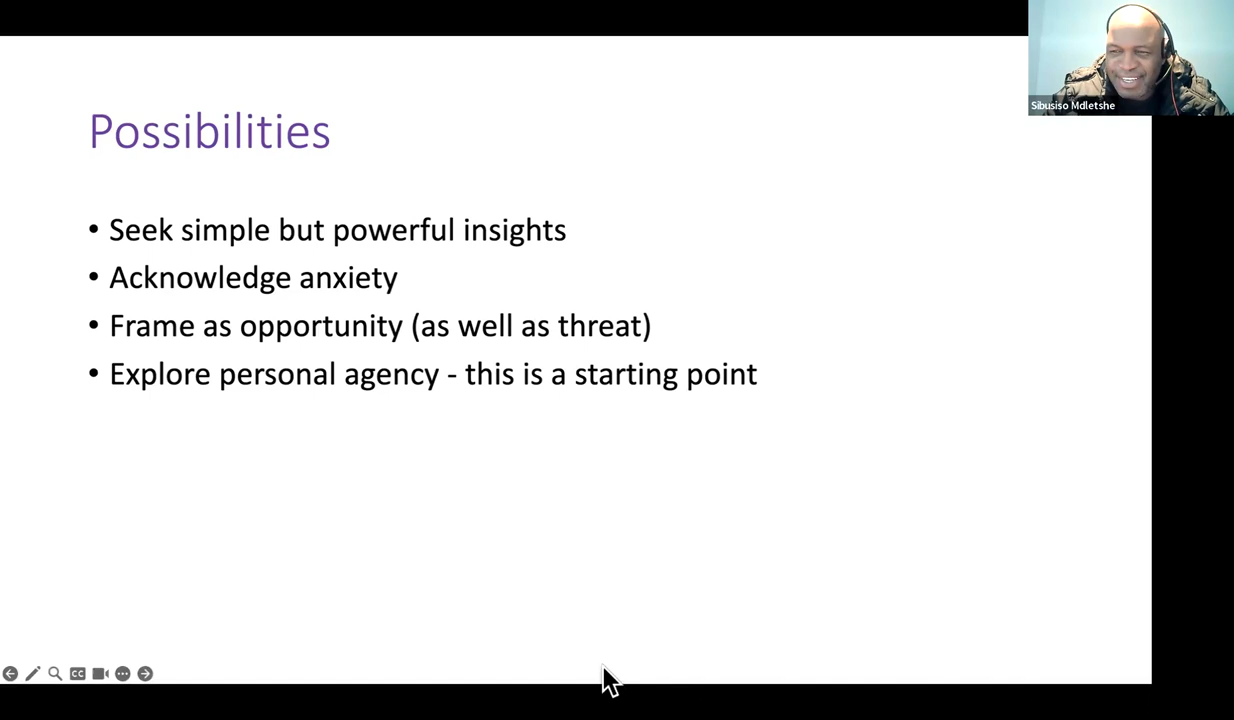 Possibilities
• Seek simple but powerful insights
• Acknowledge anxiety
• Frame as opportunity (as well as threat)
• Explore personal agency - this is a starting point
Sibusiso Mdletshe
CC